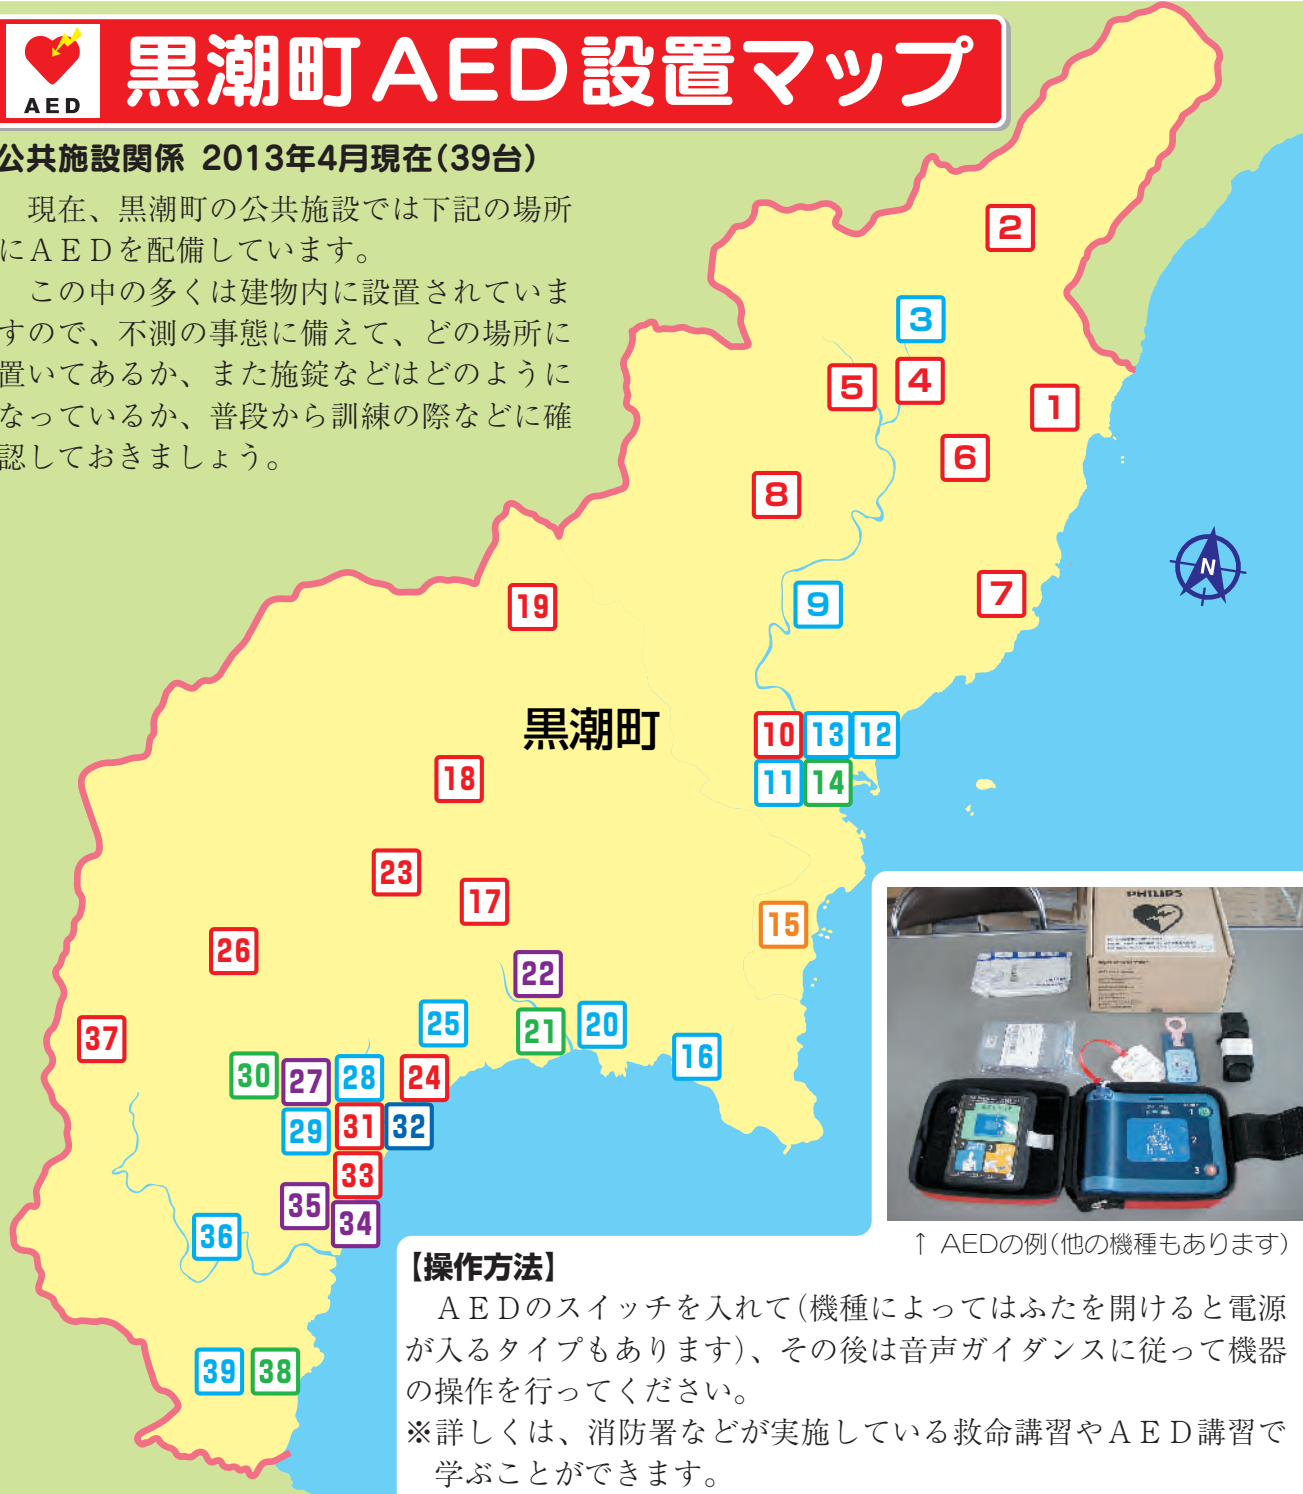 AED
黒潮町AED設置マップ
公共施設関係 2013年4月現在(39台)
現在、黒潮町の公共施設では下記の場所
にAEDを配備しています。
この中の多くは建物内に設置されていま
すので、不測の事態に備えて、どの場所に
置いてあるか、また施錠などはどのように
なっているか、普段から訓練の際などに確
認しておきましょう。
2
3
5
4
1
6
8
N
7
9
19
黒潮町
10 13 12
11 14
18
23
17
15
26
22
25
21
20
16
37
30
27
28
24
29
31
32
33
35
34
36
39
38
PHILIPS
1
2
3
↑ AEDの例(他の機種もあります)
【操作方法】
AEDのスイッチを入れて(機種によってはふたを開けると電源
が入るタイプもあります)、その後は音声ガイダンスに従って機器
の操作を行ってください。
※詳しくは、消防署などが実施している救命講習やAED講習で
学ぶことができます。